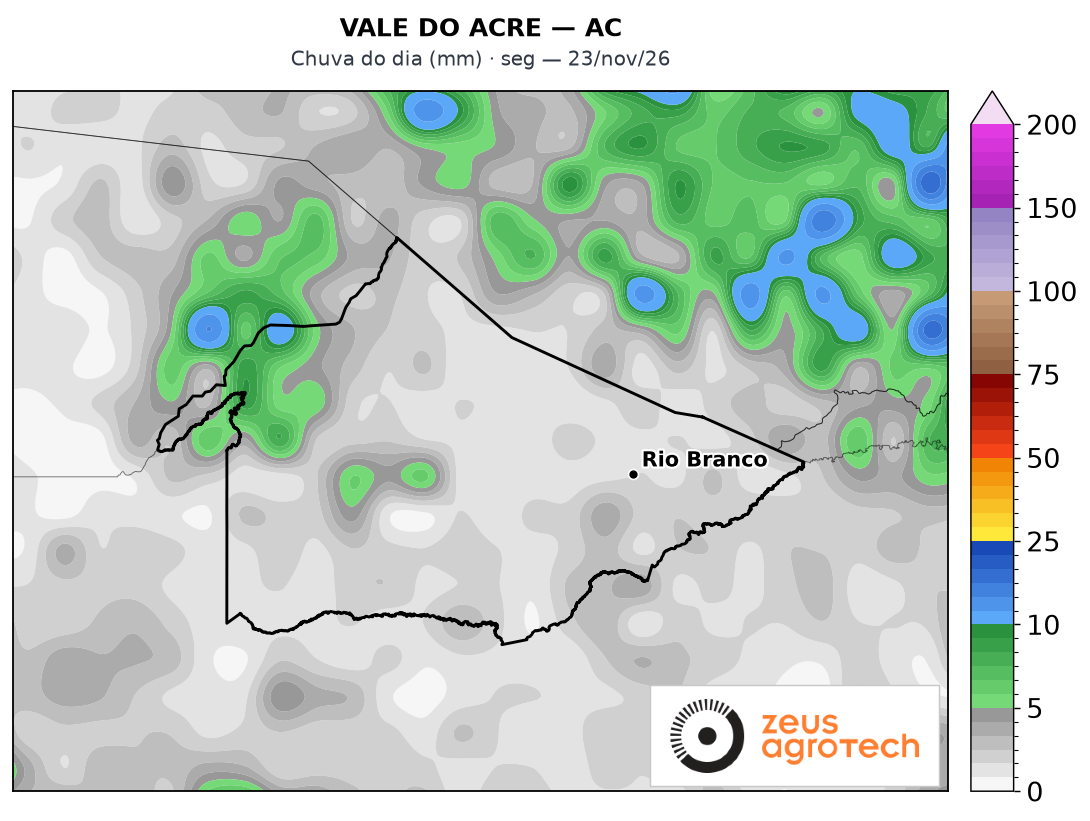 VALE DO ACRE — AC
Chuva do dia (mm) · seg — 23/nov/26
200
150
100
75
50
25
10
5
0
Rio Branco
zeus
agrotech